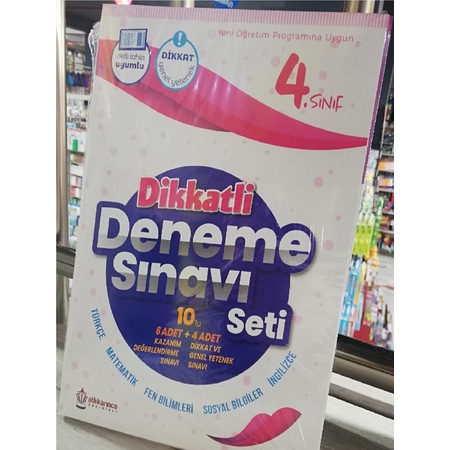 Yeni Öğretim Programına Uygun
akıllı tahta
uyumlu
!
DİKKAT
genel yetenek
4.SINIF
Dikkatli
Deneme
Sınavı
Seti
10'lu
6 ADET + 4 ADET
KAZANIM DİKKAT VE
DEĞERLENDİRME GENEL YETENEK
SINAVI SINAVI
TÜRKÇE MATEMATİK FEN BİLİMLERİ SOSYAL BİLGİLER İNGİLİZCE
atlıkarınca
yayınları